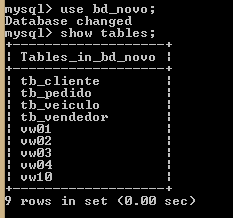 mysql> use bd_novo;
Database changed
mysql> show tables;
+-------------------+
| Tables_in_bd_novo |
+-------------------+
| tb_cliente        |
| tb_pedido         |
| tb_veiculo        |
| tb_vendedor       |
| vw01              |
| vw02              |
| vw03              |
| vw04              |
| vw10              |
+-------------------+
9 rows in set (0.00 sec)